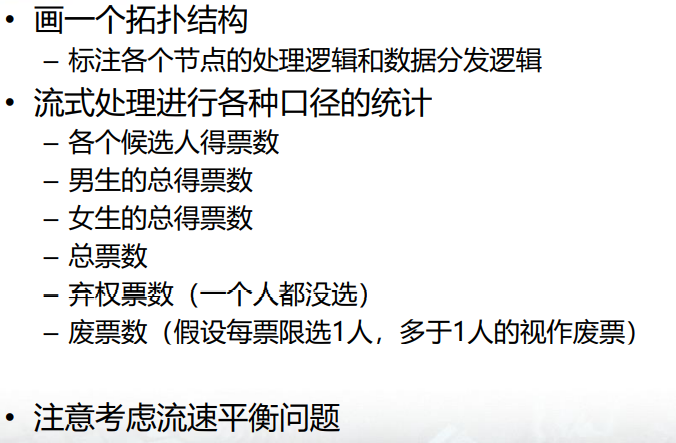 • 画一个拓扑结构
– 标注各个节点的处理逻辑和数据分发逻辑
• 流式处理进行各种口径的统计
– 各个候选人得票数
– 男生的总得票数
– 女生的总得票数
– 总票数
– 弃权票数（一个人都没选）
– 废票数（假设每票限选1人，多于1人的视作废票）
• 注意考虑流速平衡问题